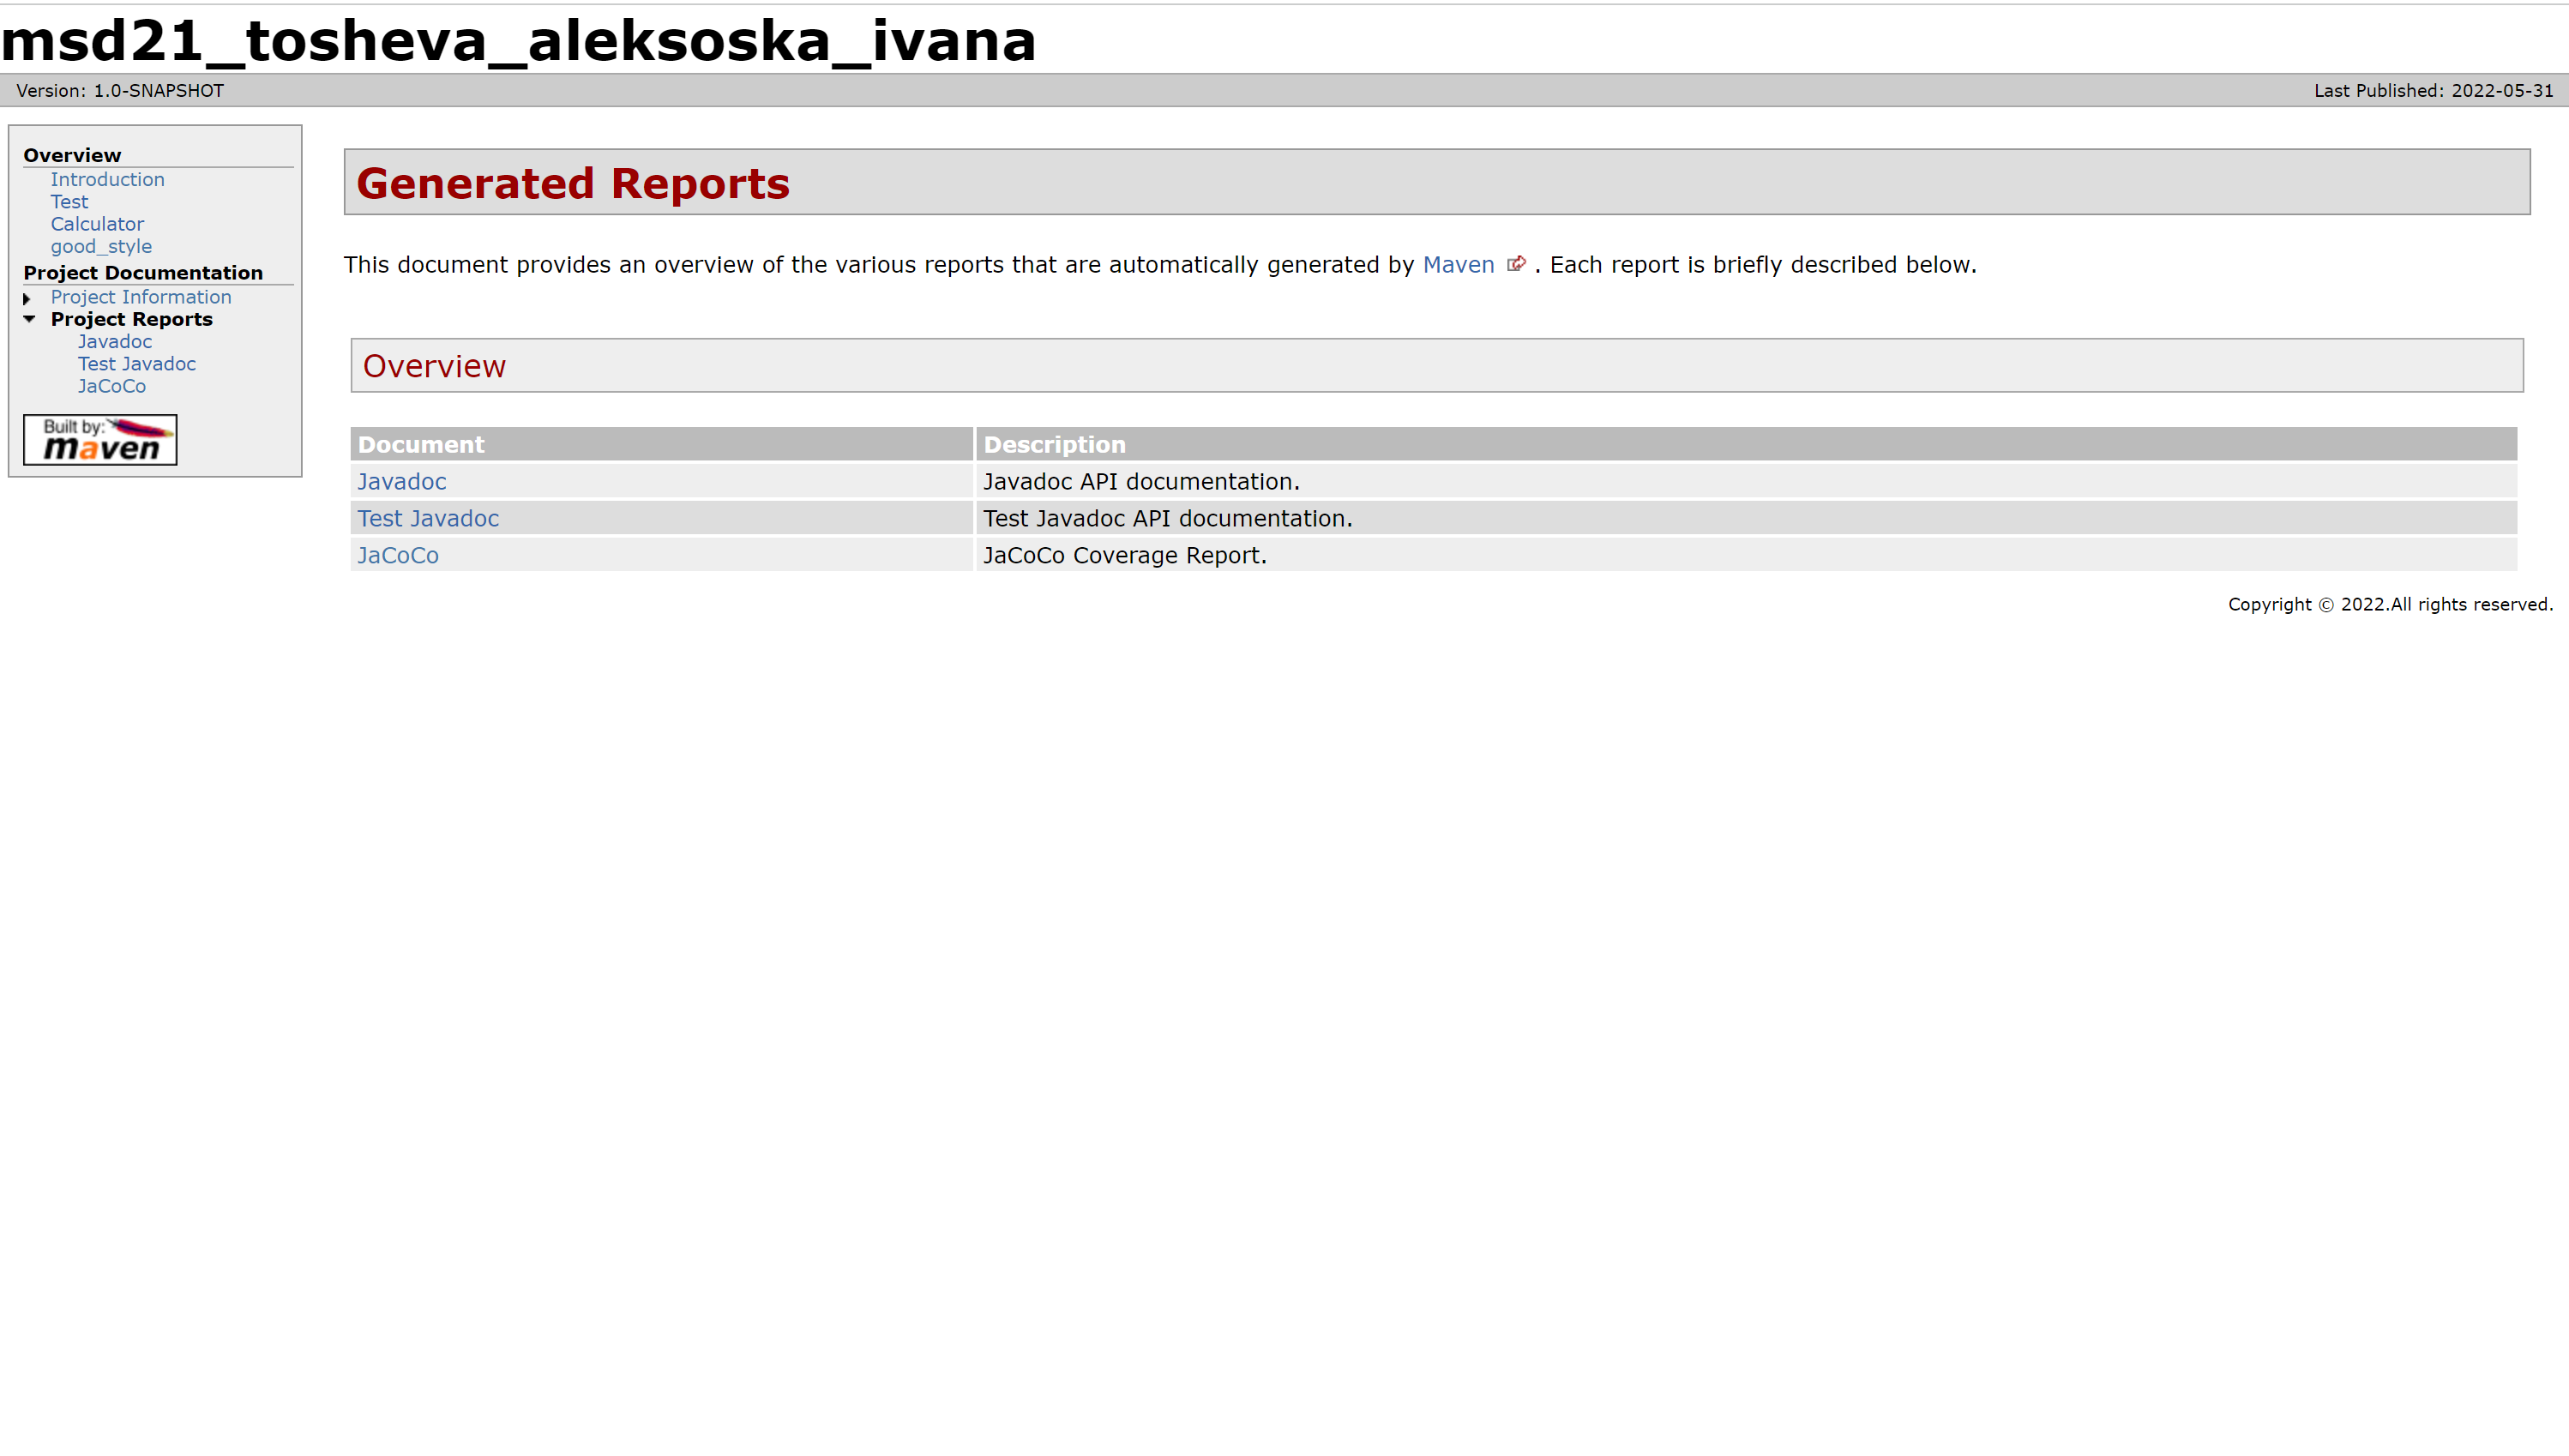 msd21_tosheva_aleksoska_ivana
Version: 1.0-SNAPSHOT
Last Published: 2022-05-31
Overview
Introduction
Test
Calculator
good_style
Project Documentation
Project Information
Project Reports
Javadoc
Test Javadoc
JaCoCo
Built by:
maven
Generated Reports
This document provides an overview of the various reports that are automatically generated by Maven . Each report is briefly described below.
Overview
Document Description
Javadoc Javadoc API documentation.
Test Javadoc Test Javadoc API documentation.
JaCoCo JaCoCo Coverage Report.
Copyright © 2022.All rights reserved.